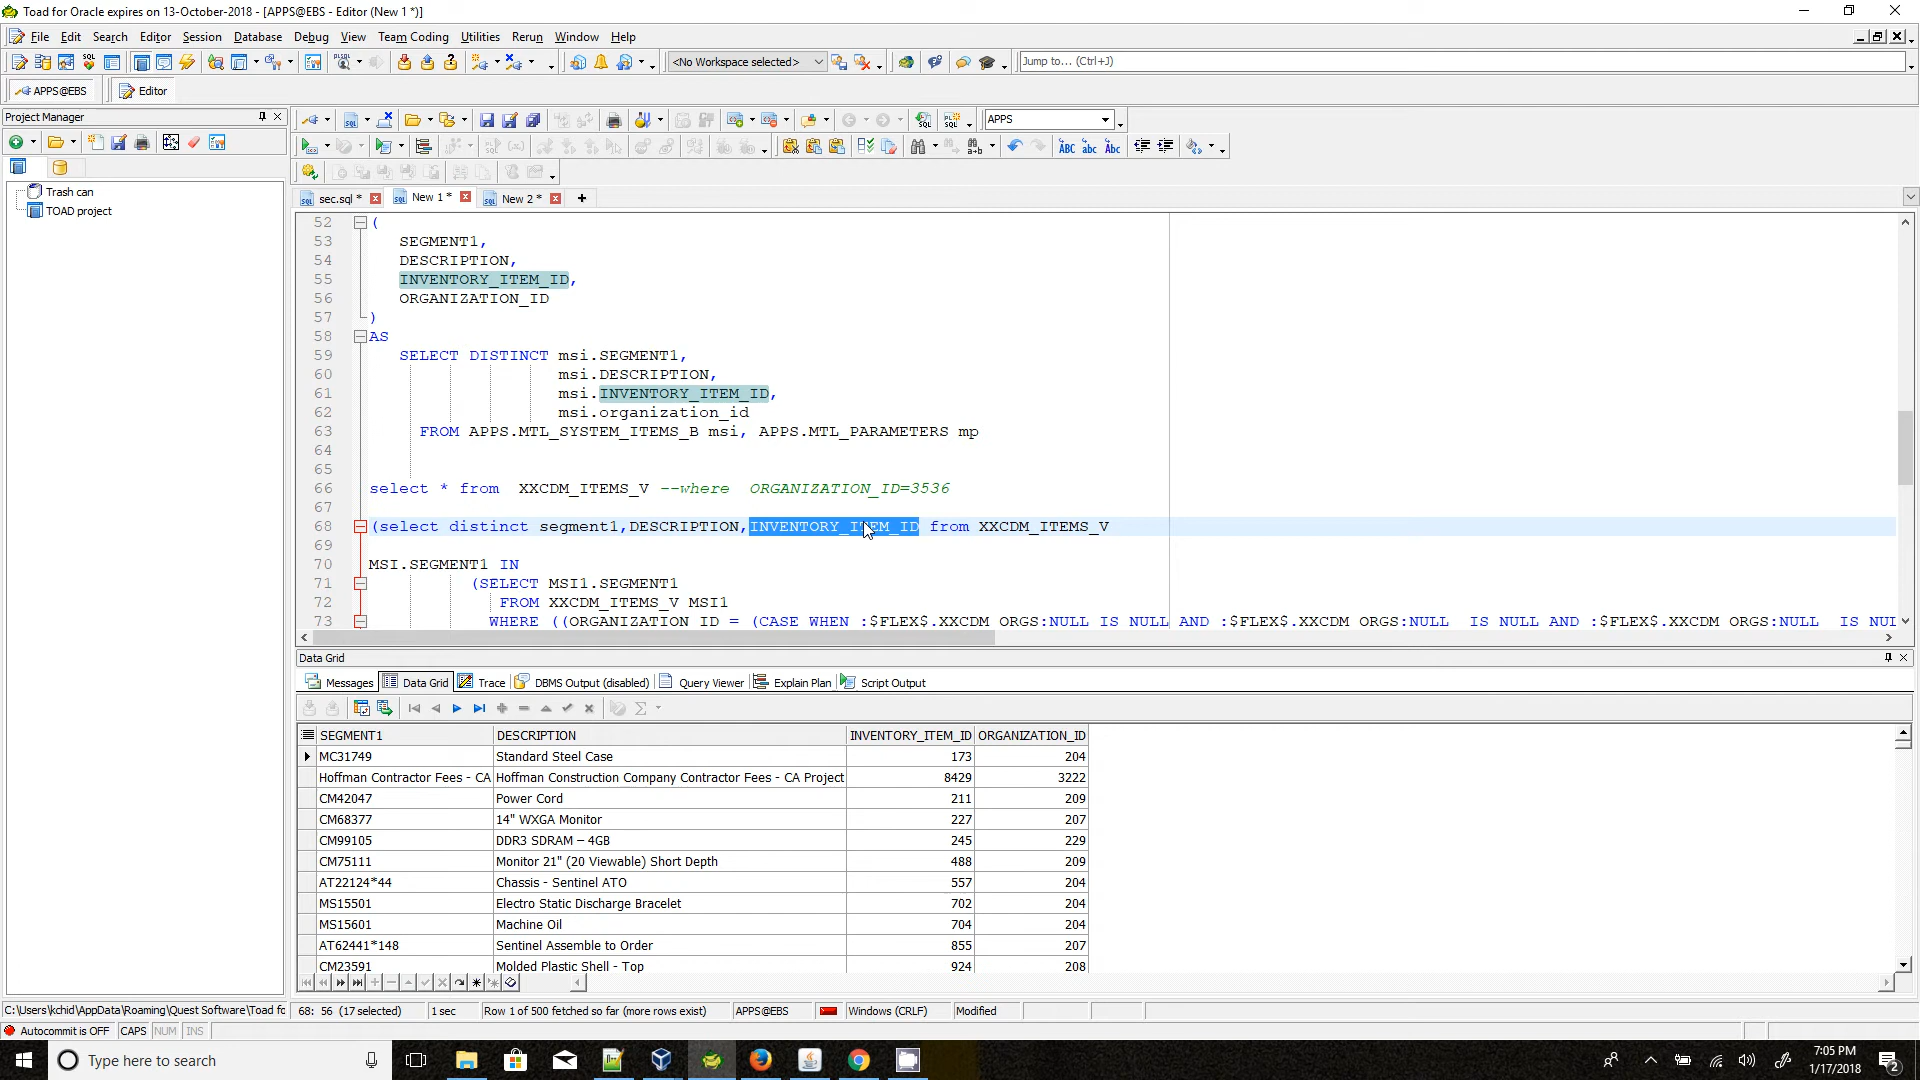 Toad for Oracle expires on 13-October-2018 - [APPS@EBS - Editor (New 1 *)]
File Edit Search Editor Session Database Debug View Team Coding Utilities Rerun Window Help
<No Workspace selected> Jump to... (Ctrl+J)
APPS@EBS Editor
Project Manager
APPS
Trash can
TOAD project
sec.sql * New 1 * New 2 *
52 (
53 SEGMENT1,
54 DESCRIPTION,
55 INVENTORY_ITEM_ID,
56 ORGANIZATION_ID
57 )
58 AS
59 SELECT DISTINCT msi.SEGMENT1,
60 msi.DESCRIPTION,
61 msi.INVENTORY_ITEM_ID,
62 msi.organization_id
63 FROM APPS.MTL_SYSTEM_ITEMS_B msi, APPS.MTL_PARAMETERS mp
64
65
66 select * from XXCDM_ITEMS_V --where ORGANIZATION_ID=3536
67
68 (select distinct segment1,DESCRIPTION,INVENTORY_ITEM_ID from XXCDM_ITEMS_V
69
70 MSI.SEGMENT1 IN
71 (SELECT MSI1.SEGMENT1
72 FROM XXCDM_ITEMS_V MSI1
73 WHERE ((ORGANIZATION_ID = (CASE WHEN :$FLEX$.XXCDM_ORGS:NULL IS NULL AND :$FLEX$.XXCDM_ORGS:NULL IS NULL AND :$FLEX$.XXCDM_ORGS:NULL IS NUL
Data Grid
Messages Data Grid Trace DBMS Output (disabled) Query Viewer Explain Plan Script Output
SEGMENT1 DESCRIPTION INVENTORY_ITEM_ID ORGANIZATION_ID
MC31749 Standard Steel Case 173 204
Hoffman Contractor Fees - CA Hoffman Construction Company Contractor Fees - CA Project 8429 3222
CM42047 Power Cord 211 209
CM68377 14" WXGA Monitor 227 207
CM99105 DDR3 SDRAM – 4GB 245 229
CM75111 Monitor 21" (20 Viewable) Short Depth 488 209
AT22124*44 Chassis - Sentinel ATO 557 204
MS15501 Electro Static Discharge Bracelet 702 204
MS15601 Machine Oil 704 204
AT62441*148 Sentinel Assemble to Order 855 207
CM23591 Molded Plastic Shell - Top 924 208
C:\Users\kchid\AppData\Roaming\Quest Software\Toad fo 68: 56 (17 selected) 1 sec Row 1 of 500 fetched so far (more rows exist) APPS@EBS Windows (CRLF) Modified
Autocommit is OFF CAPS NUM INS
Type here to search 7:05 PM
1/17/2018 2